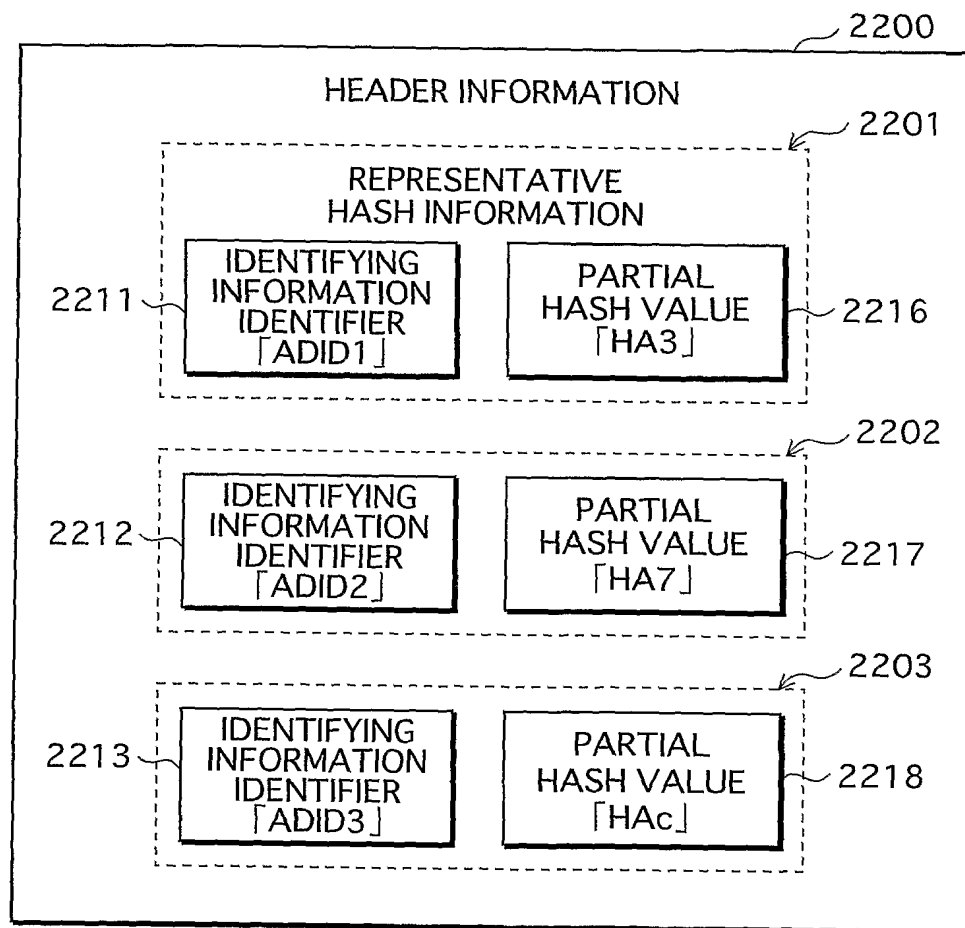 2200
HEADER INFORMATION
2201
REPRESENTATIVE
HASH INFORMATION
IDENTIFYING
INFORMATION
IDENTIFIER
「ADID1」
PARTIAL
HASH VALUE
「HA3」
2211
2216
2202
IDENTIFYING
INFORMATION
IDENTIFIER
「ADID2」
PARTIAL
HASH VALUE
「HA7」
2212
2217
2203
IDENTIFYING
INFORMATION
IDENTIFIER
「ADID3」
PARTIAL
HASH VALUE
「HAc」
2213
2218